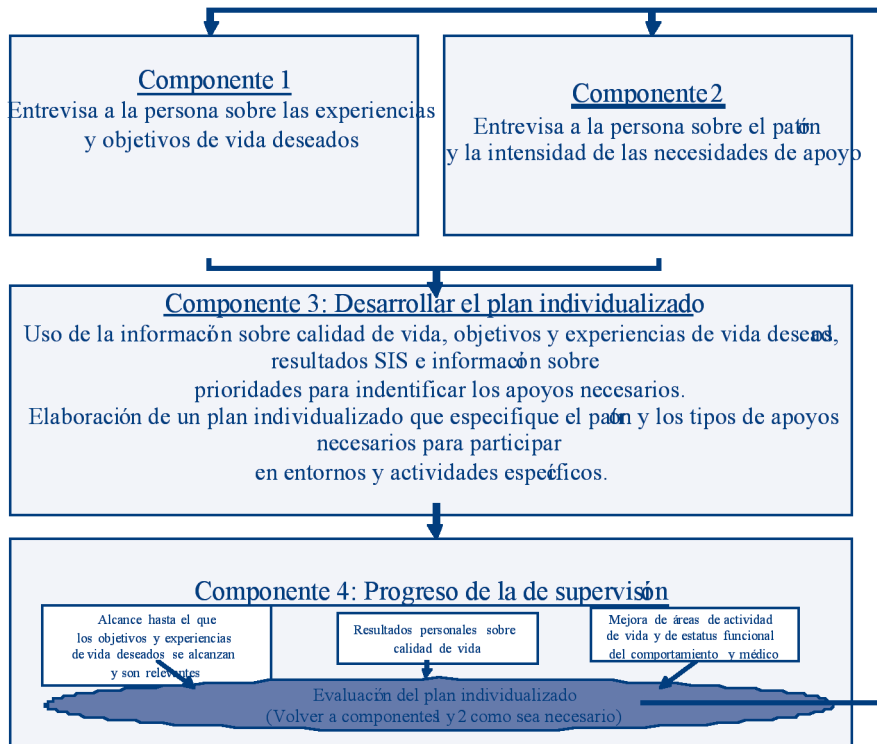 Componente 1
Entrevisa a la persona sobre las experiencias
y objetivos de vida deseados
Componente 2
Entrevisa a la persona sobre el patrón
y la intensidad de las necesidades de apoyo
Componente 3: Desarrollar el plan individualizado
Uso de la información sobre calidad de vida, objetivos y experiencias de vida deseados,
resultados SIS e información sobre
prioridades para indentificar los apoyos necesarios.
Elaboración de un plan individualizado que especifique el patrón y los tipos de apoyos
necesarios para participar
en entornos y actividades específicos.
Componente 4: Progreso de la de supervisión
Alcance hasta el que
los objetivos y experiencias
de vida deseados se alcanzan
y son relevantes
Resultados personales sobre
calidad de vida
Mejora de áreas de actividad
de vida y de estatus funcional
del comportamiento y médico
Evaluación del plan individualizado
(Volver a componentes1 y 2 como sea necesario)